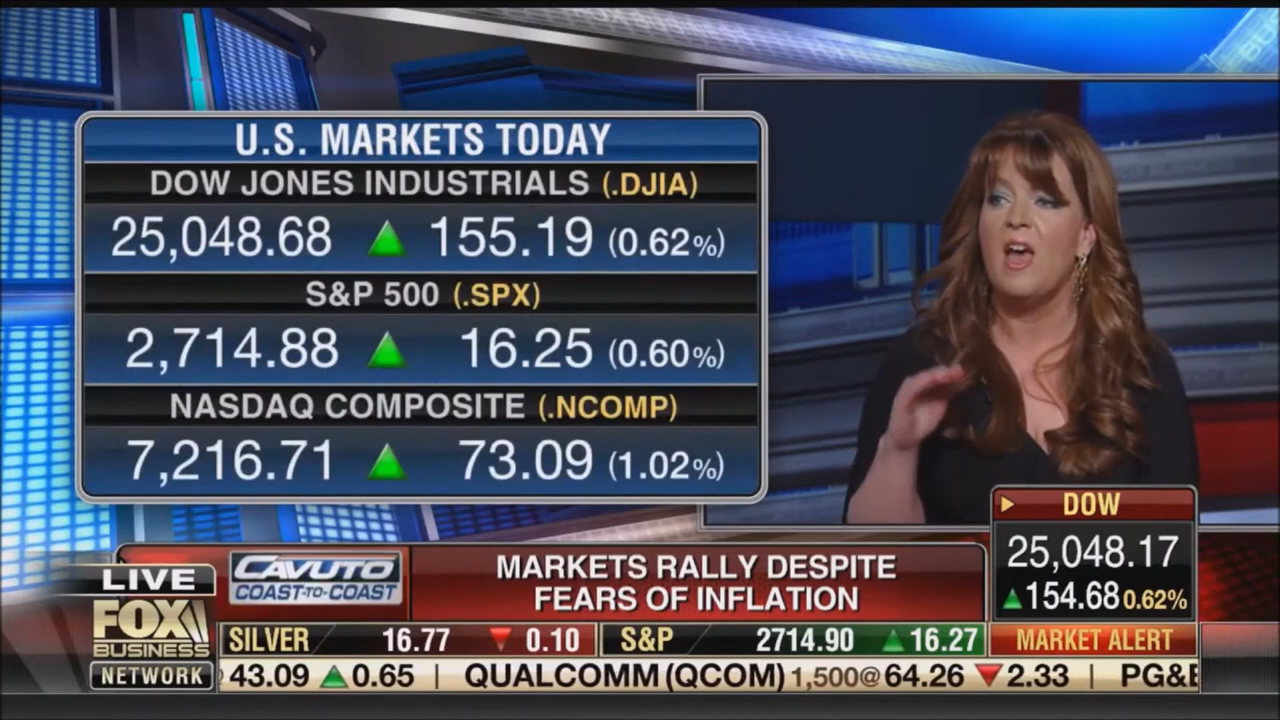 U.S. MARKETS TODAY
DOW JONES INDUSTRIALS (.DJIA)
25,048.68 ▲ 155.19 (0.62%)
S&P 500 (.SPX)
2,714.88 ▲ 16.25 (0.60%)
NASDAQ COMPOSITE (.NCOMP)
7,216.71 ▲ 73.09 (1.02%)
DOW
25,048.17
▲ 154.68 0.62%
MARKET ALERT
LIVE
FOX
BUSINESS
NETWORK
CAVUTO
COAST-TO-COAST
MARKETS RALLY DESPITE
FEARS OF INFLATION
SILVER 16.77 ▼ 0.10 S&P 2714.90 ▲ 16.27
43.09 ▲ 0.65 | QUALCOMM (QCOM) 1,500@64.26 ▼ 2.33 | PG&E